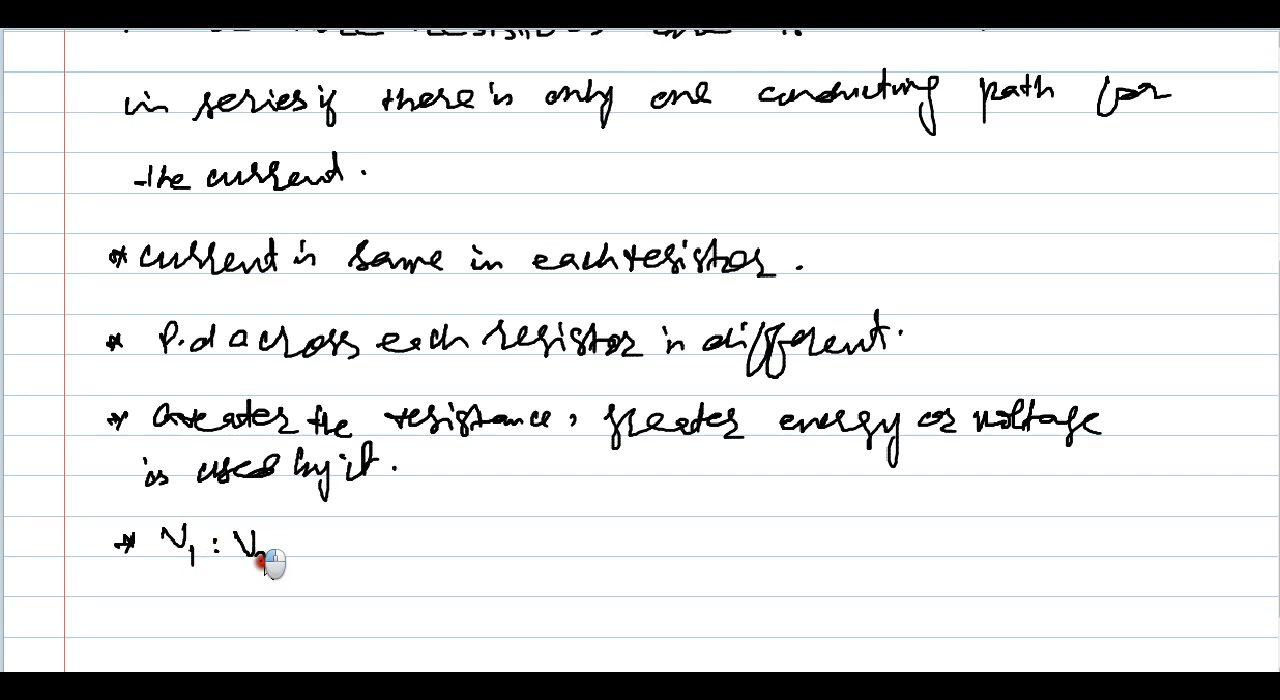 in series if there is only one conducting path for
the current.
* current is same in each resistor.
* P.d across each resistor is different.
* Greater the resistance, greater energy or voltage
is used by it.
* V₁ : V